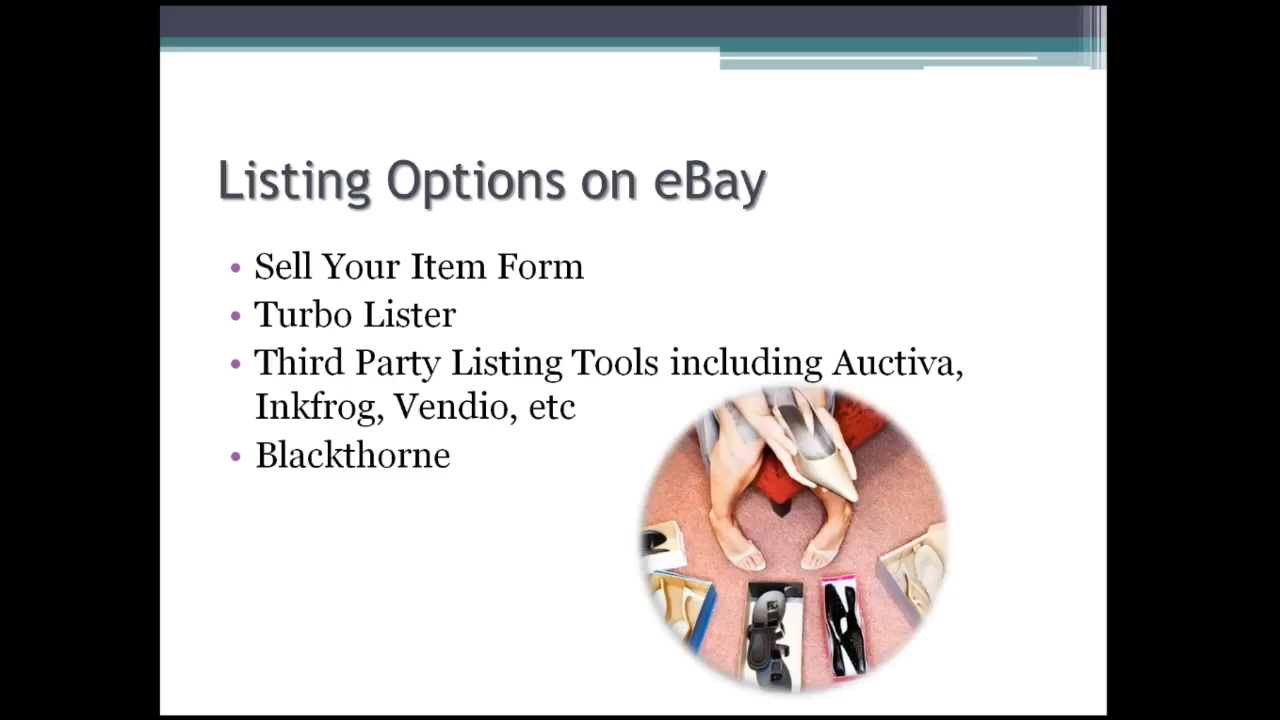 Listing Options on eBay
• Sell Your Item Form
• Turbo Lister
• Third Party Listing Tools including Auctiva,
Inkfrog, Vendio, etc
• Blackthorne